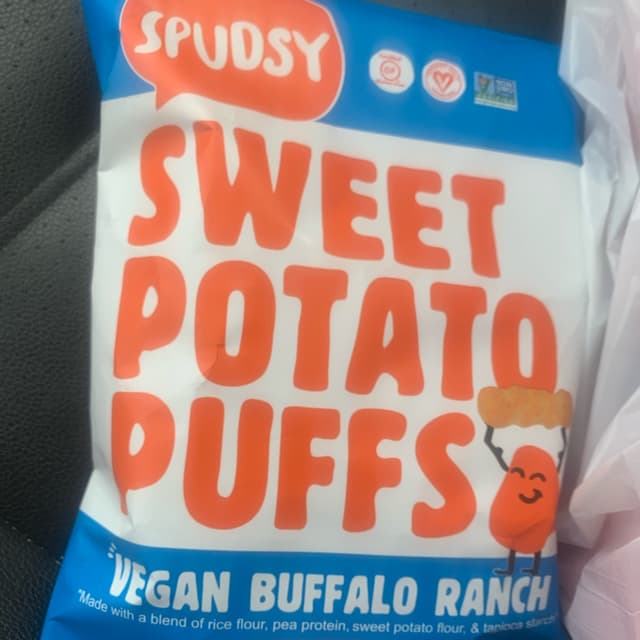 SPUDSY
SWEET
POTATO
PUFFS
VEGAN BUFFALO RANCH
*Made with a blend of rice flour, pea protein, sweet potato flour, & tapioca starch